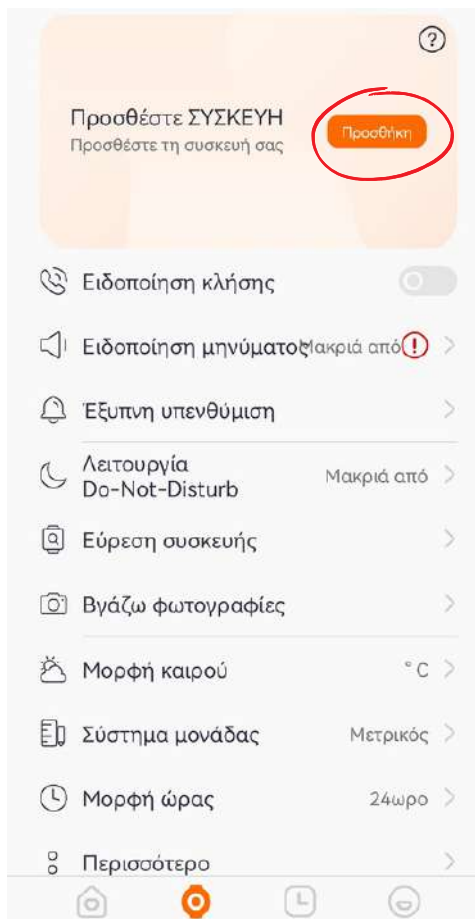 ?
Προσθέστε ΣΥΣΚΕΥΗ
Προσθέστε τη συσκευή σας
Προσθήκη
Ειδοποίηση κλήσης
Ειδοποίηση μηνύματος Μακριά από !
Έξυπνη υπενθύμιση
Λειτουργία
Do-Not-Disturb
Μακριά από
Εύρεση συσκευής
Βγάζω φωτογραφίες
Μορφή καιρού °C
Σύστημα μονάδας Μετρικός
Μορφή ώρας 24ωρο
Περισσότερο